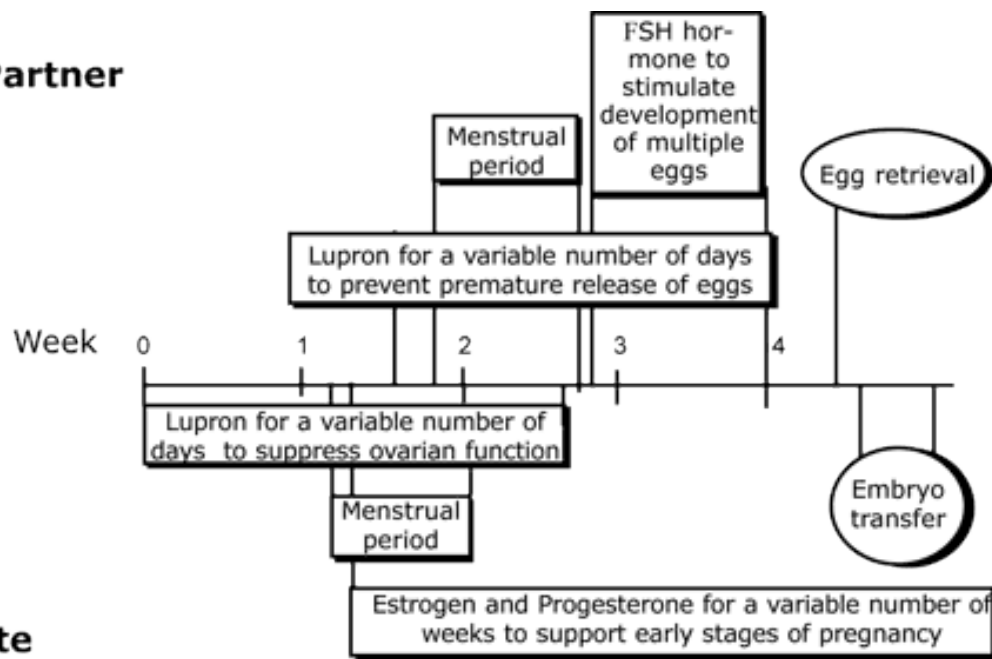 Partner
FSH hor-
mone to
stimulate
development
of multiple
eggs
Menstrual
period
Egg retrieval
Lupron for a variable number of days
to prevent premature release of eggs
Week 0 1 2 3 4
Lupron for a variable number of
days to suppress ovarian function
Menstrual
period
Embryo
transfer
Estrogen and Progesterone for a variable number of
weeks to support early stages of pregnancy
te